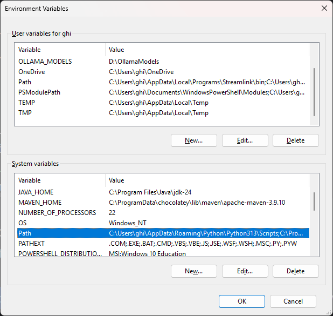 Environment Variables
User variables for ghi
Variable Value
OLLAMA_MODELS D:\OllamaModels
OneDrive C:\Users\ghi\OneDrive
Path C:\Users\ghi\AppData\Local\Programs\Streamlink\bin;C:\Users\gh...
PSModulePath C:\Users\ghi\Documents\WindowsPowerShell\Modules;C:\Users\g...
TEMP C:\Users\ghi\AppData\Local\Temp
TMP C:\Users\ghi\AppData\Local\Temp
New... Edit... Delete
System variables
Variable Value
JAVA_HOME C:\Program Files\Java\jdk-24
MAVEN_HOME C:\ProgramData\chocolatey\lib\maven\apache-maven-3.9.10
NUMBER_OF_PROCESSORS 22
OS Windows_NT
Path C:\Users\ghi\AppData\Roaming\Python\Python313\Scripts;C:\Pro...
PATHEXT .COM;.EXE;.BAT;.CMD;.VBS;.VBE;.JS;.JSE;.WSF;.WSH;.MSC;.PY;.PYW
POWERSHELL_DISTRIBUTIO... MSI:Windows 10 Education
New... Edit... Delete
OK Cancel